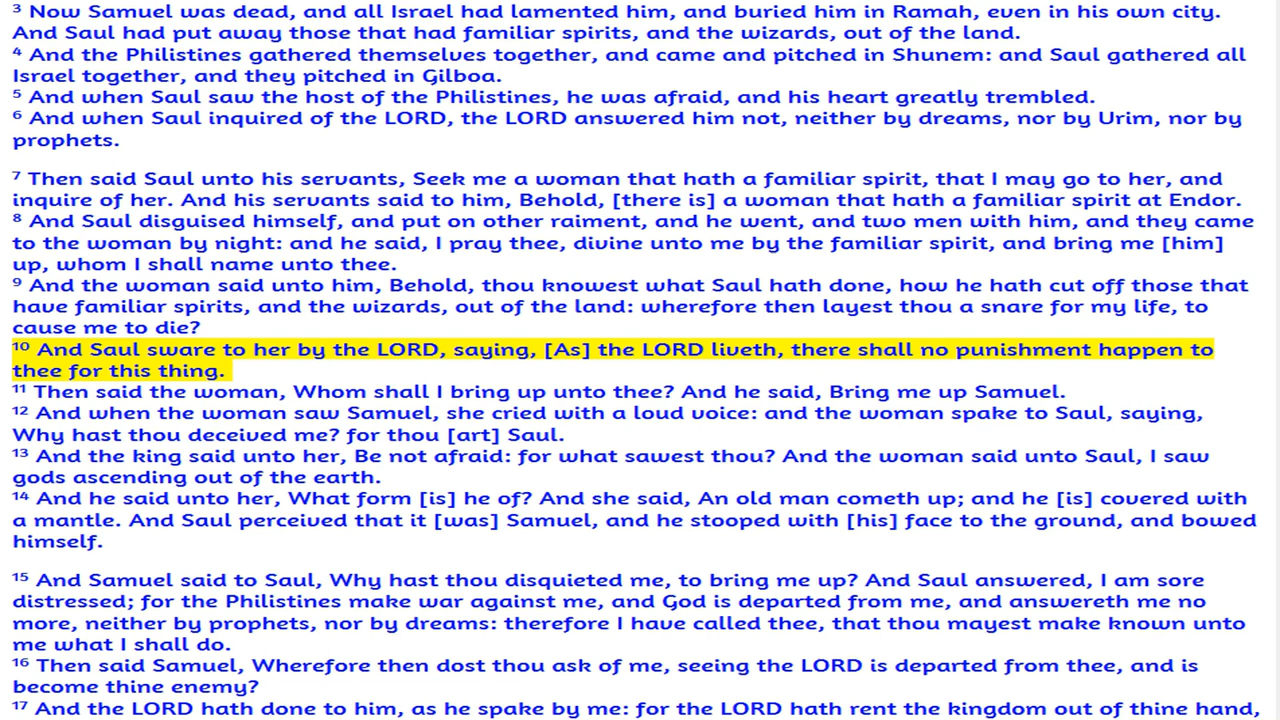 ³ Now Samuel was dead, and all Israel had lamented him, and buried him in Ramah, even in his own city.
And Saul had put away those that had familiar spirits, and the wizards, out of the land.
⁴ And the Philistines gathered themselves together, and came and pitched in Shunem: and Saul gathered all
Israel together, and they pitched in Gilboa.
⁵ And when Saul saw the host of the Philistines, he was afraid, and his heart greatly trembled.
⁶ And when Saul inquired of the LORD, the LORD answered him not, neither by dreams, nor by Urim, nor by
prophets.
⁷ Then said Saul unto his servants, Seek me a woman that hath a familiar spirit, that I may go to her, and
inquire of her. And his servants said to him, Behold, [there is] a woman that hath a familiar spirit at Endor.
⁸ And Saul disguised himself, and put on other raiment, and he went, and two men with him, and they came
to the woman by night: and he said, I pray thee, divine unto me by the familiar spirit, and bring me [him]
up, whom I shall name unto thee.
⁹ And the woman said unto him, Behold, thou knowest what Saul hath done, how he hath cut off those that
have familiar spirits, and the wizards, out of the land: wherefore then layest thou a snare for my life, to
cause me to die?
¹⁰ And Saul sware to her by the LORD, saying, [As] the LORD liveth, there shall no punishment happen to
thee for this thing.
¹¹ Then said the woman, Whom shall I bring up unto thee? And he said, Bring me up Samuel.
¹² And when the woman saw Samuel, she cried with a loud voice: and the woman spake to Saul, saying,
Why hast thou deceived me? for thou [art] Saul.
¹³ And the king said unto her, Be not afraid: for what sawest thou? And the woman said unto Saul, I saw
gods ascending out of the earth.
¹⁴ And he said unto her, What form [is] he of? And she said, An old man cometh up; and he [is] covered with
a mantle. And Saul perceived that it [was] Samuel, and he stooped with [his] face to the ground, and bowed
himself.
¹⁵ And Samuel said to Saul, Why hast thou disquieted me, to bring me up? And Saul answered, I am sore
distressed; for the Philistines make war against me, and God is departed from me, and answereth me no
more, neither by prophets, nor by dreams: therefore I have called thee, that thou mayest make known unto
me what I shall do.
¹⁶ Then said Samuel, Wherefore then dost thou ask of me, seeing the LORD is departed from thee, and is
become thine enemy?
¹⁷ And the LORD hath done to him, as he spake by me: for the LORD hath rent the kingdom out of thine hand,